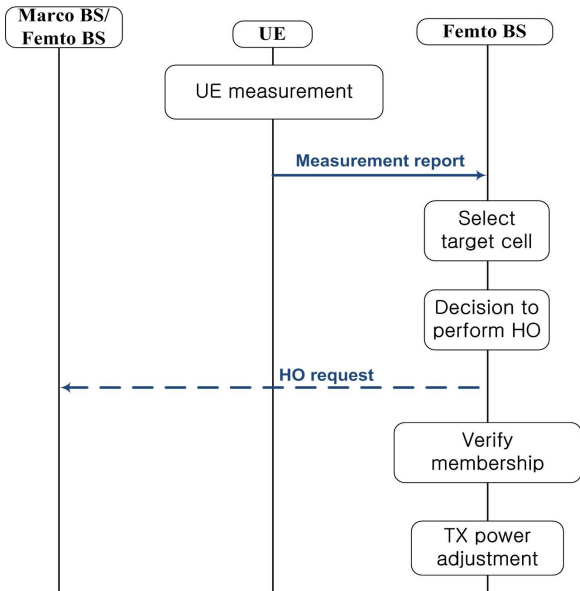 Marco BS/
Femto BS
UE
Femto BS
UE measurement
Measurement report
Select
target cell
Decision to
perform HO
HO request
Verify
membership
TX power
adjustment